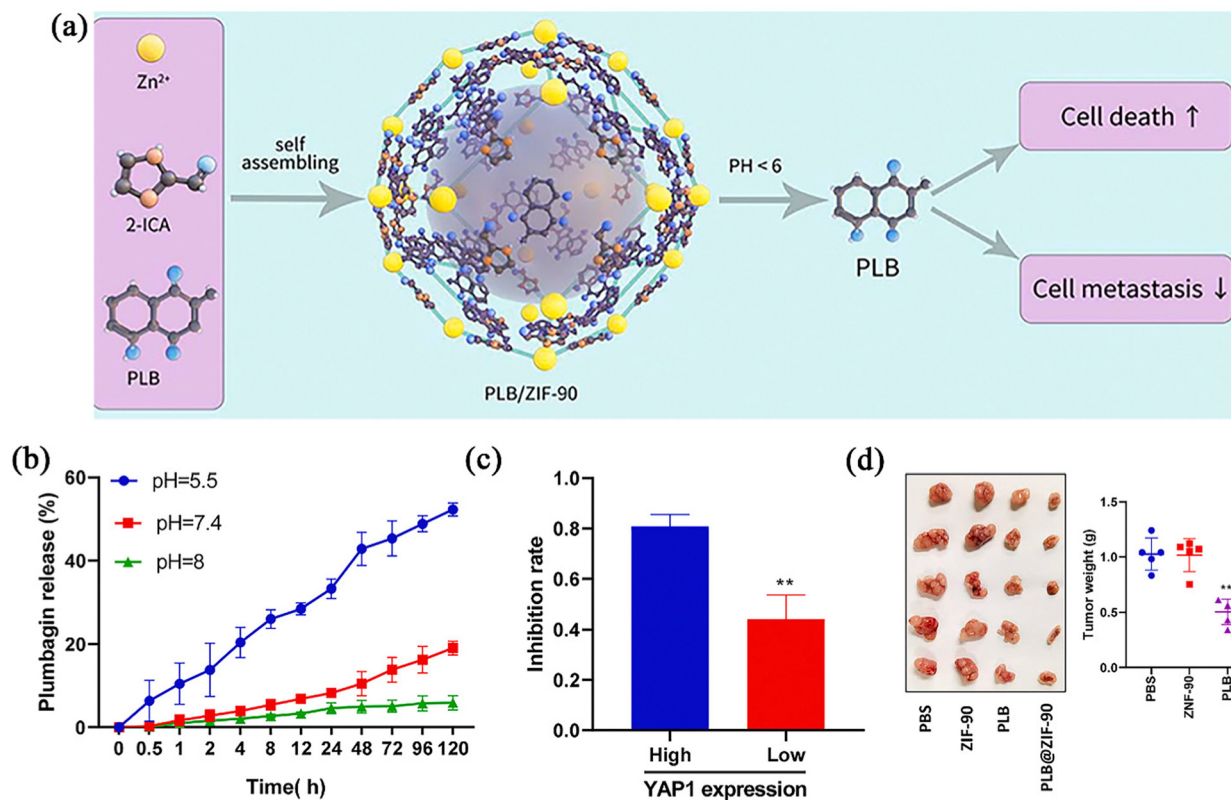 (a)
Zn²⁺
2-ICA
PLB
self
assembling
PLB/ZIF-90
PH < 6
PLB
Cell death ↑
Cell metastasis ↓
(b)
Plumbagin release (%)
60
40
20
0
pH=5.5
pH=7.4
pH=8
0 0.5 1 2 4 8 12 24 48 72 96 120
Time( h)
(c)
Inhibition rate
1.0
0.8
0.6
0.4
0.2
0.0
**
High Low
YAP1 expression
(d)
PBS ZIF-90 PLB PLB@ZIF-90
Tumor weight (g)
1.5
1.0
0.5
0.0
**
PBS ZNF-90 PLB